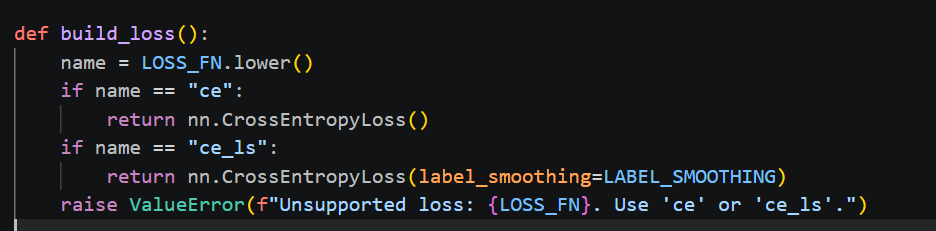 def build_loss():
    name = LOSS_FN.lower()
    if name == "ce":
        return nn.CrossEntropyLoss()
    if name == "ce_ls":
        return nn.CrossEntropyLoss(label_smoothing=LABEL_SMOOTHING)
    raise ValueError(f"Unsupported loss: {LOSS_FN}. Use 'ce' or 'ce_ls'.")